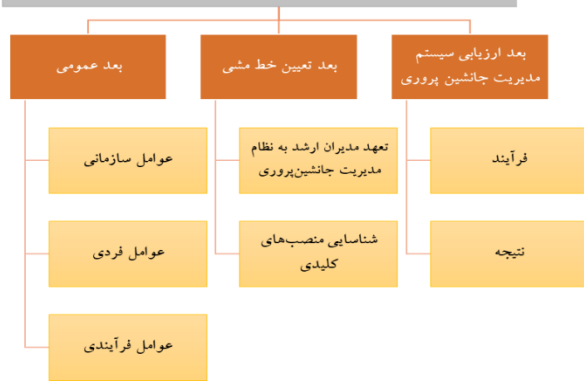 بعد ارزیابی سیستم
مدیریت جانشین پروری
فرآیند
نتیجه
بعد تعیین خط مشی
تعهد مدیران ارشد به نظام
مدیریت جانشین‌پروری
شناسایی منصب‌های
کلیدی
بعد عمومی
عوامل سازمانی
عوامل فردی
عوامل فرآیندی